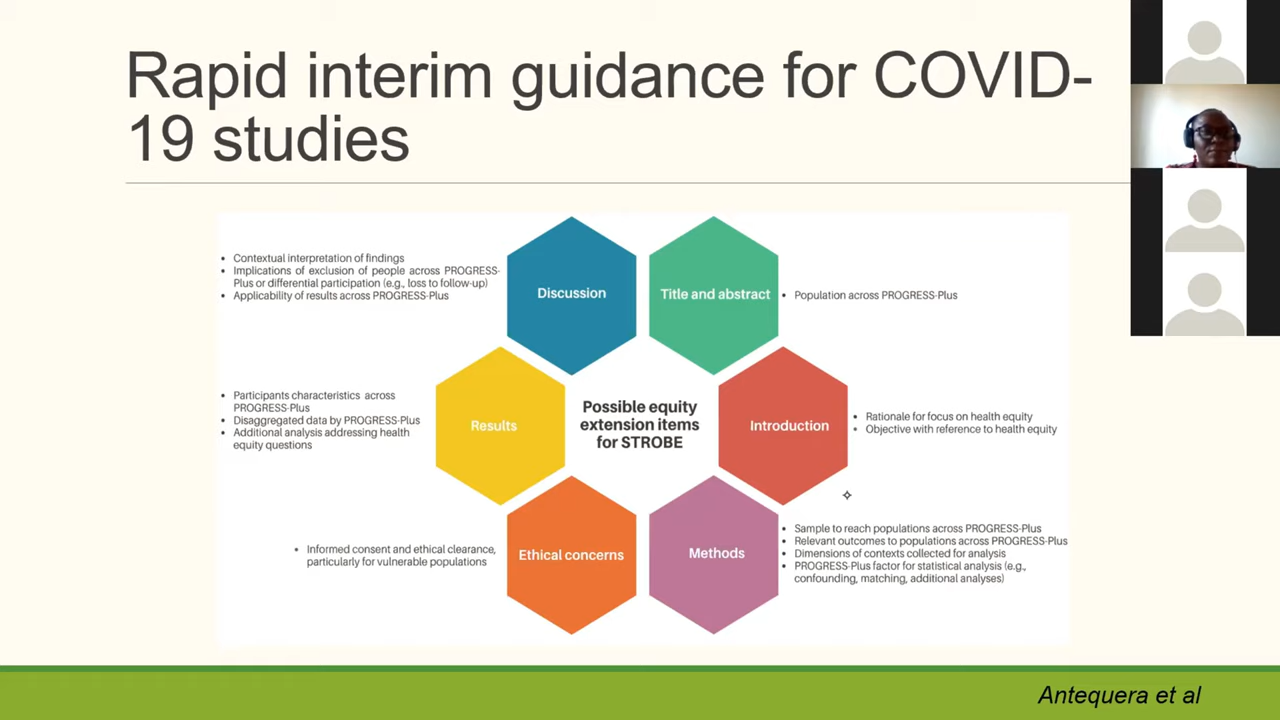 Rapid interim guidance for COVID-
19 studies
Discussion
• Contextual interpretation of findings
• Implications of exclusion of people across PROGRESS-
Plus or differential participation (e.g., loss to follow-up)
• Applicability of results across PROGRESS-Plus
Title and abstract
• Population across PROGRESS-Plus
Results
• Participants characteristics across
PROGRESS-Plus
• Disaggregated data by PROGRESS-Plus
• Additional analysis addressing health
equity questions
Possible equity
extension items
for STROBE
Introduction
• Rationale for focus on health equity
• Objective with reference to health equity
Ethical concerns
• Informed consent and ethical clearance,
particularly for vulnerable populations
Methods
• Sample to reach populations across PROGRESS-Plus
• Relevant outcomes to populations across PROGRESS-Plus
• Dimensions of contexts collected for analysis
• PROGRESS-Plus factor for statistical analysis (e.g.,
confounding, matching, additional analyses)
Antequera et al